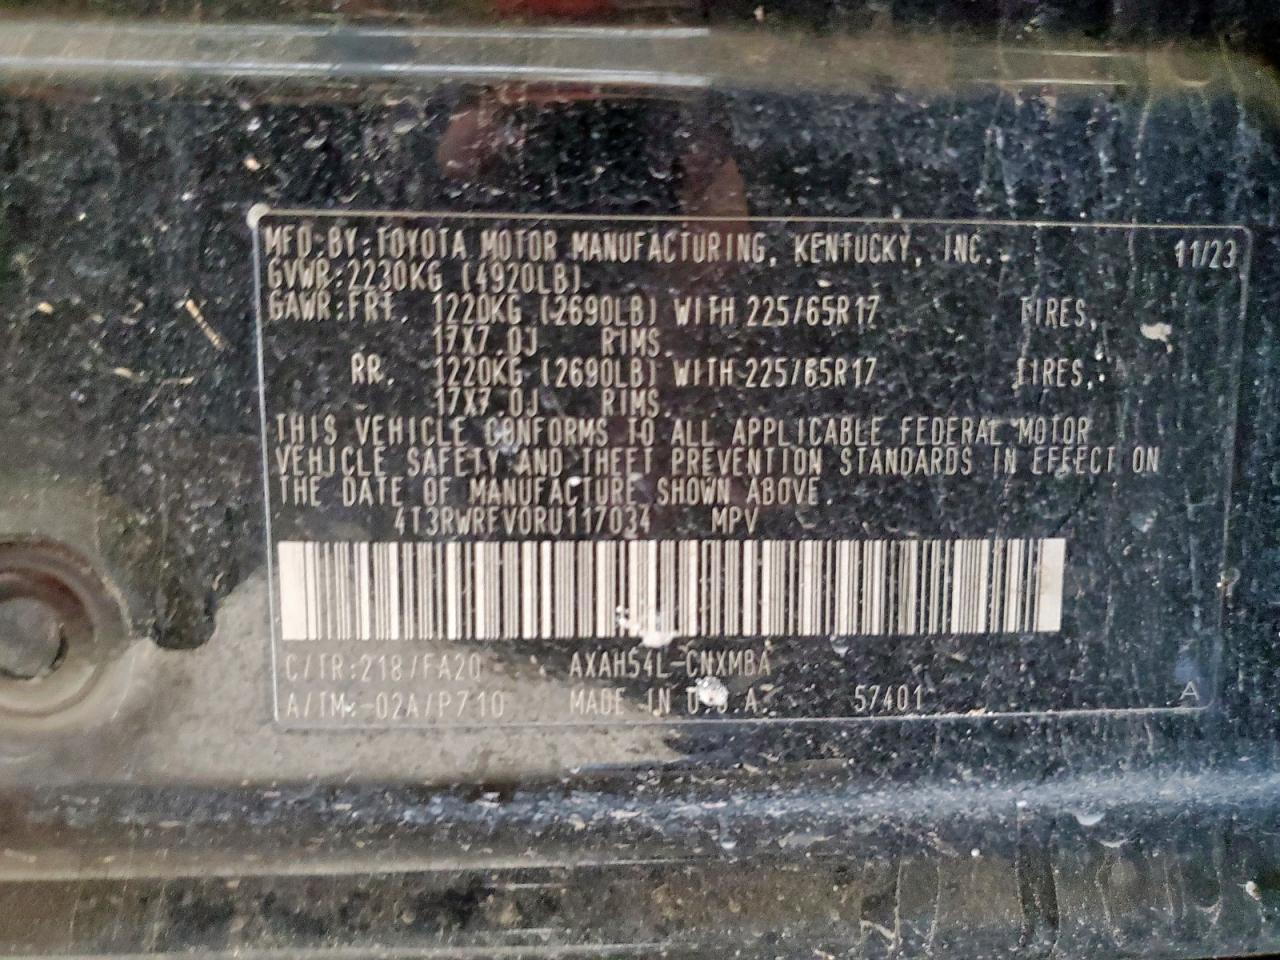 MFD.BY:TOYOTA MOTOR MANUFACTURING, KENTUCKY, INC. 11/23
GVWR:2230KG (4920LB)
GAWR:FRT. 1220KG (2690LB) WITH 225/65R17 TIRES,
17X7.0J RIMS.
RR. 1220KG (2690LB) WITH 225/65R17 TIRES,
17X7.0J RIMS.
THIS VEHICLE CONFORMS TO ALL APPLICABLE FEDERAL MOTOR
VEHICLE SAFETY AND THEFT PREVENTION STANDARDS IN EFFECT ON
THE DATE OF MANUFACTURE SHOWN ABOVE.
4T3RWRFV0RU117034 MPV
C/TR:218/FA20 AXAH54L-CNXMBA
A/TM:-02A/P710 MADE IN U.S.A. 57401 A